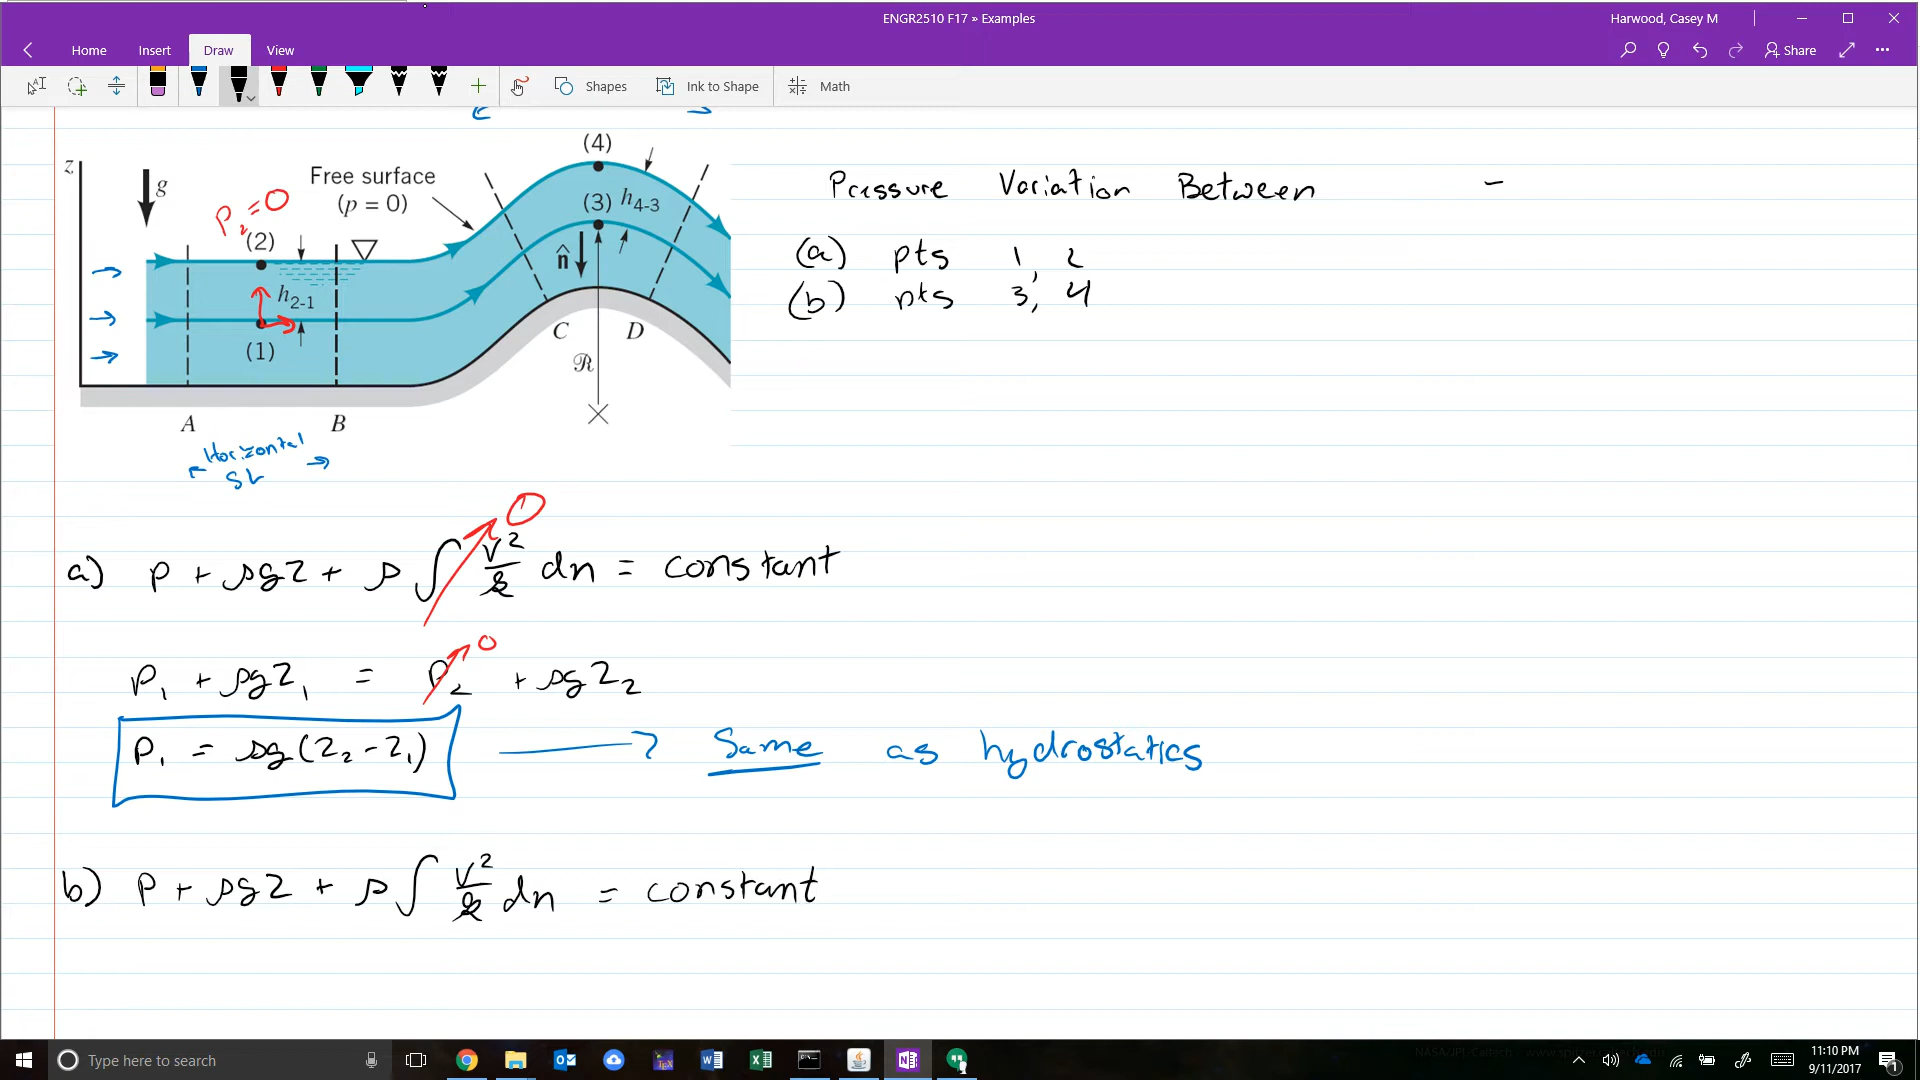 ENGR2510 F17 » Examples
Harwood, Casey M
Home Insert Draw View
Share
Shapes Ink to Shape Math
z
g
P₂ = 0
(2)
Free surface
(p = 0)
(4)
(3) h4-3
n̂
h2-1
(1)
C D
ℛ
A B
Horizontal
SL
Pressure Variation Between
(a) pts 1, 2
(b) pts 3, 4
a) p + ρgz + ρ∫ V²/ℛ dn = constant
0
P₁ + ρgz₁ = P₂ + ρgz₂
0
P₁ = ρg(z₂ - z₁) → Same as hydrostatics
b) p + ρgz + ρ∫ V²/ℛ dn = constant
Type here to search
11:10 PM
9/11/2017